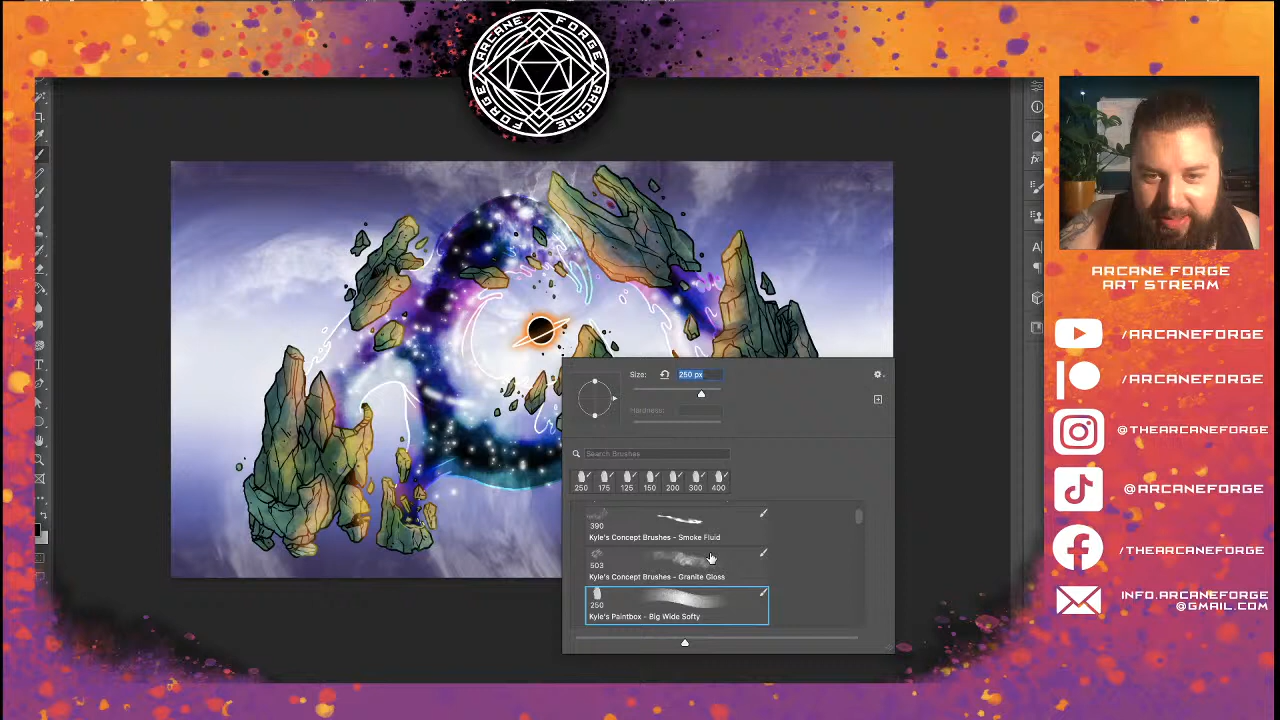 ARCANE FORGE ARCANE FORGE
ARCANE FORGE
ART STREAM
/ARCANEFORGE
/ARCANEFORGE
@THEARCANEFORGE
@ARCANEFORGE
/THEARCANEFORGE
INFO.ARCANEFORGE
@GMAIL.COM
Size: 250 px
Hardness:
Search Brushes
250 175 125 150 200 300 400
390
Kyle's Concept Brushes - Smoke Fluid
503
Kyle's Concept Brushes - Granite Gloss
250
Kyle's Paintbox - Big Wide Softy